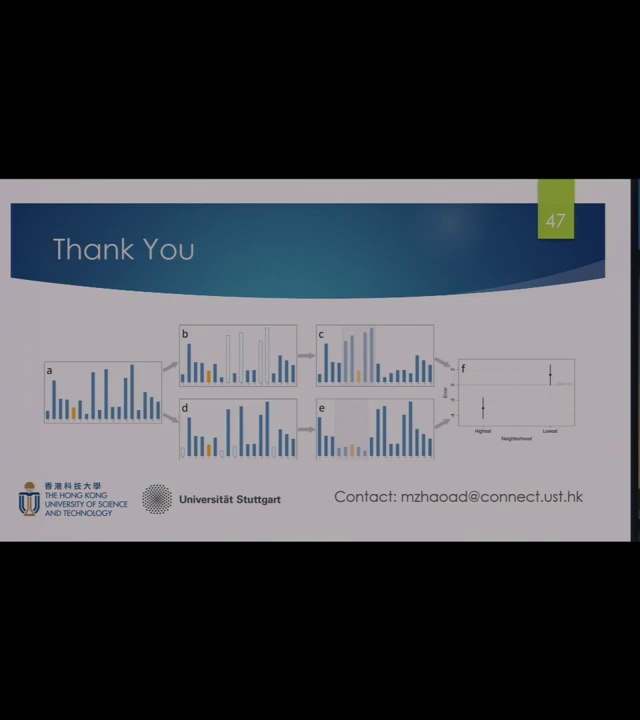 47
Thank You
a
b
c
d
e
f
Error
Highest
Lowest
Neighborhood
香港科技大學
THE HONG KONG
UNIVERSITY OF SCIENCE
AND TECHNOLOGY
Universität Stuttgart
Contact: mzhaoad@connect.ust.hk